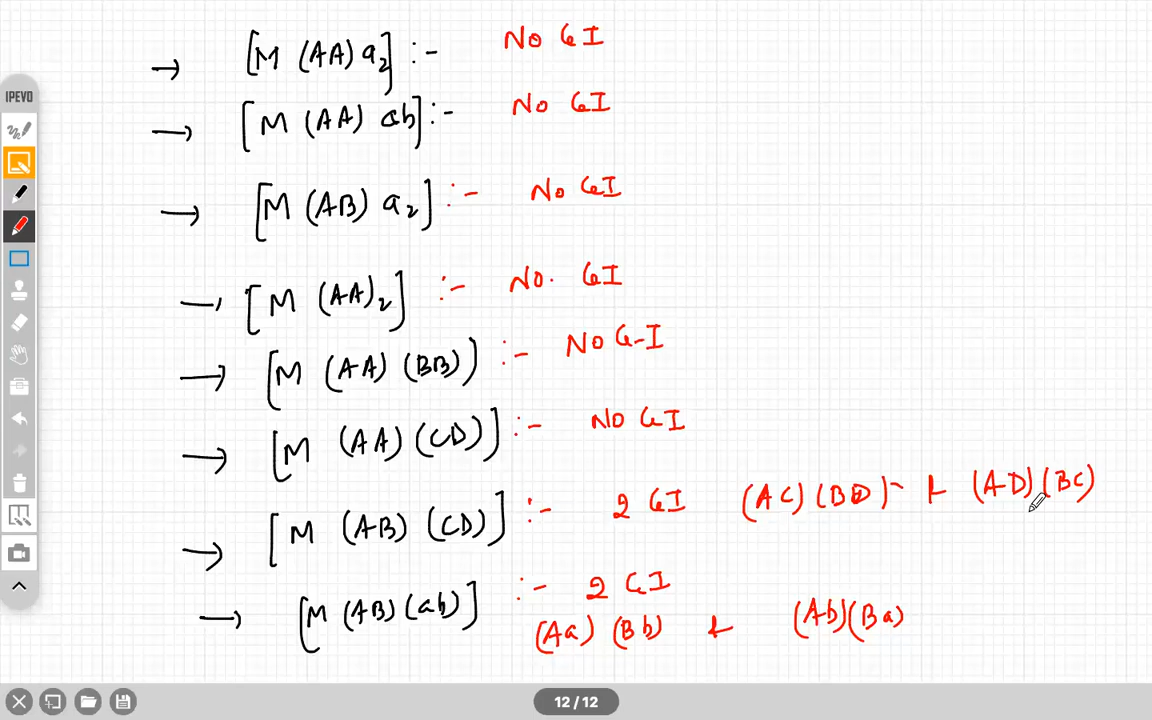 → [M (AA) a₂] :- No GI
→ [M (AA) ab] :- No GI
IPEVO
→ [M (AB) a₂] :- No GI
→ [M (AA)₂] :- No. GI
→ [M (AA) (BB)] :- No G-I
→ [M (AA) (CD)] :- No GI
→ [M (AB) (CD)] :- 2 GI (AC) (BD) & (AD) (BC)
→ [M (AB) (ab)] :- 2 GI
(Aa) (Bb) & (Ab) (Ba)
12 / 12